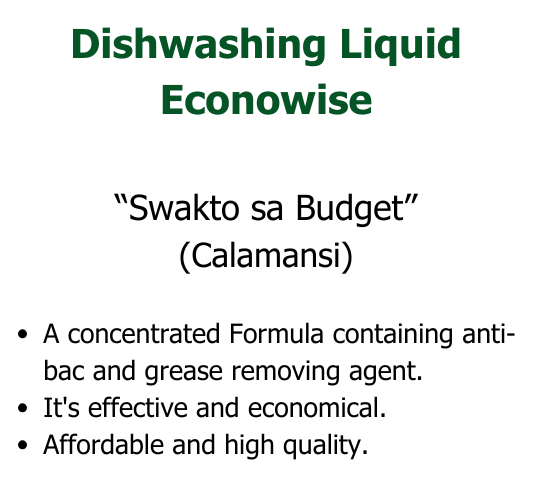 Dishwashing Liquid
Econowise
“Swakto sa Budget”
(Calamansi)
• A concentrated Formula containing anti-
bac and grease removing agent.
• It's effective and economical.
• Affordable and high quality.